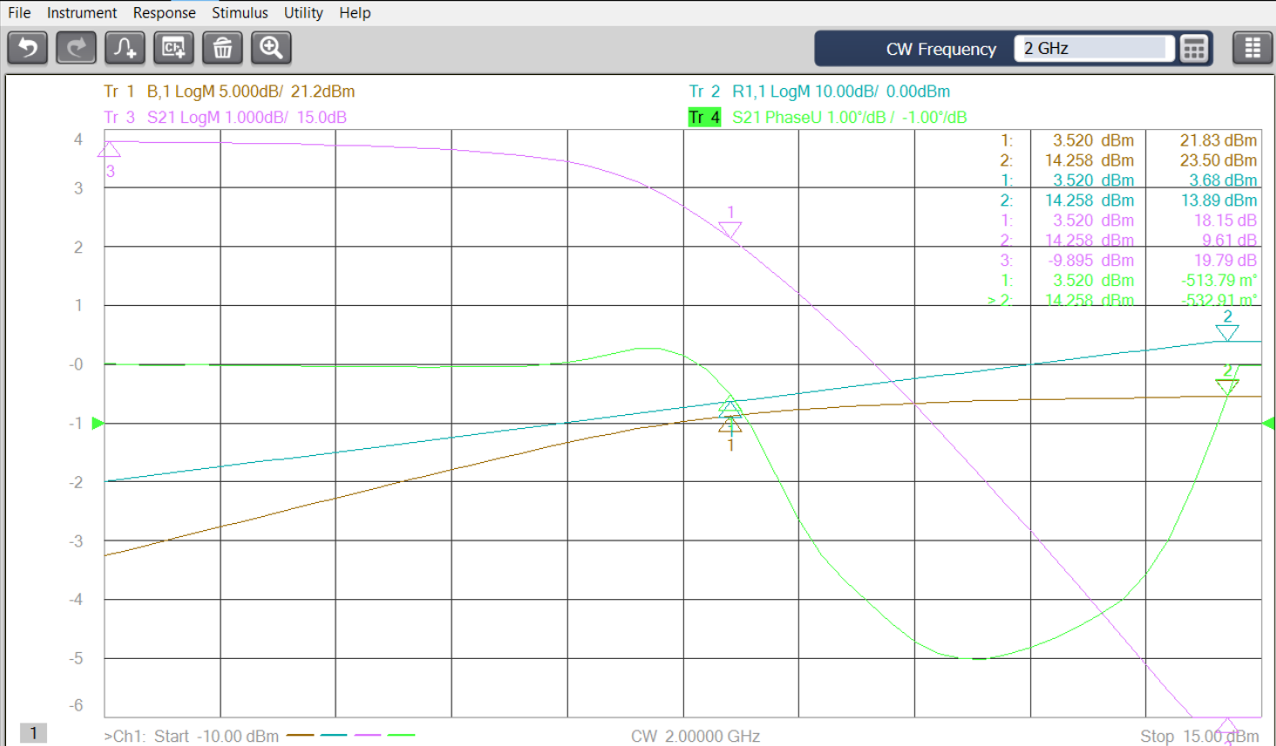 File Instrument Response Stimulus Utility Help
CW Frequency 2 GHz
Tr 1 B,1 LogM 5.000dB/ 21.2dBm
Tr 2 R1,1 LogM 10.00dB/ 0.00dBm
Tr 3 S21 LogM 1.000dB/ 15.0dB
Tr 4 S21 PhaseU 1.00°/dB / -1.00°/dB
4
3
2
1
-0
-1
-2
-3
-4
-5
-6
1: 3.520 dBm 21.83 dBm
2: 14.258 dBm 23.50 dBm
1: 3.520 dBm 3.68 dBm
2: 14.258 dBm 13.89 dBm
1: 3.520 dBm 18.15 dB
2: 14.258 dBm 9.61 dB
3: -9.895 dBm 19.79 dB
1: 3.520 dBm -513.79 m°
>2: 14.258 dBm -532.91 m°
3
1
1
2
2
1
>Ch1: Start -10.00 dBm
CW 2.00000 GHz
Stop 15.00 dBm